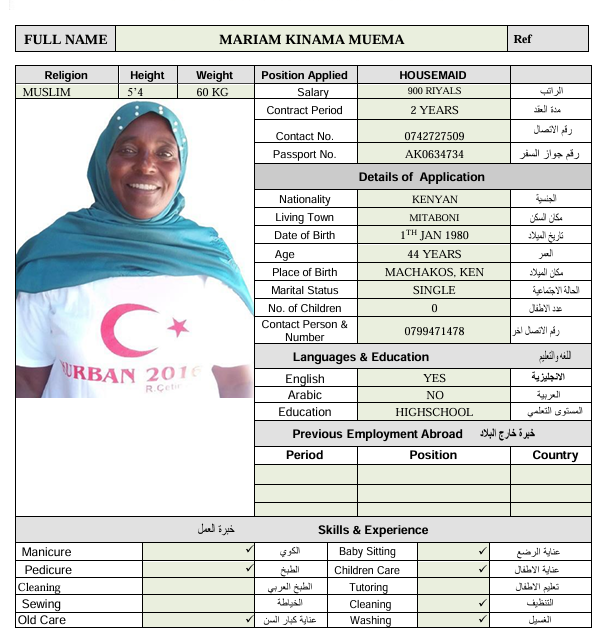 FULL NAME MARIAM KINAMA MUEMA Ref
Religion Height Weight Position Applied HOUSEMAID
MUSLIM 5’4 60 KG Salary 900 RIYALS الراتب
Contract Period 2 YEARS مدة العقد
Contact No. 0742727509 رقم الاتصال
Passport No. AK0634734 رقم جواز السفر
Details of Application
Nationality KENYAN الجنسية
Living Town MITABONI مكان السكن
Date of Birth 1TH JAN 1980 تاريخ الميلاد
Age 44 YEARS العمر
Place of Birth MACHAKOS, KEN مكان الميلاد
Marital Status SINGLE الحالة الاجتماعية
No. of Children 0 عدد الاطفال
Contact Person &
Number 0799471478 رقم الاتصال اخر
Languages & Education اللغه والتعليم
English YES الانجليزية
Arabic NO العربية
Education HIGHSCHOOL المستوى التعلمي
Previous Employment Abroad خبرة خارج البلاد
Period Position Country
URBAN 2016
R.Çetin
خبرة العمل Skills & Experience
Manicure ✓ الكوي Baby Sitting ✓ عناية الرضع
Pedicure ✓ الطبخ Children Care ✓ عناية الاطفال
Cleaning الطبخ العربي Tutoring تعليم الاطفال
Sewing الخياطة Cleaning ✓ التنظيف
Old Care ✓ عناية كبار السن Washing ✓ الغسيل